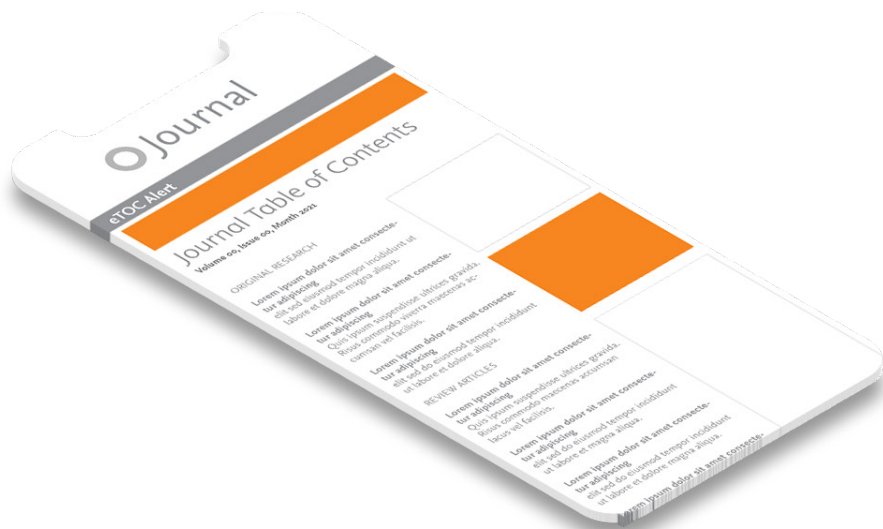 Journal
eTOC Alert
Journal Table of Contents
Volume 00, Issue 00, Month 2021
ORIGINAL RESEARCH
Lorem ipsum dolor sit amet consecte-
tur adipiscing
elit sed eiusmod tempor incididunt ut
labore et dolore magna aliqua.
Lorem ipsum dolor sit amet consecte-
tur adipiscing
Quis ipsum suspendisse ultrices gravida.
Risus commodo viverra maecenas ac-
cumsan vel facilisis.
Lorem ipsum dolor sit amet consecte-
tur adipiscing
elit sed do eiusmod tempor incididunt
ut labore et dolore aliqua.
REVIEW ARTICLES
Lorem ipsum dolor sit amet consecte-
tur adipiscing
Quis ipsum suspendisse ultrices gravida.
Risus commodo maecenas accumsan
lacus vel facilisis.
Lorem ipsum dolor sit amet consecte-
tur adipiscing
elit sed do eiusmod tempor incididunt
ut labore et magna aliqua.
Lorem ipsum dolor sit amet consecte-
tur adipiscing
elit sed do eiusmod tempor incididunt
ut labore et dolore magna aliqua.
Lorem ipsum dolor sit amet consecte-